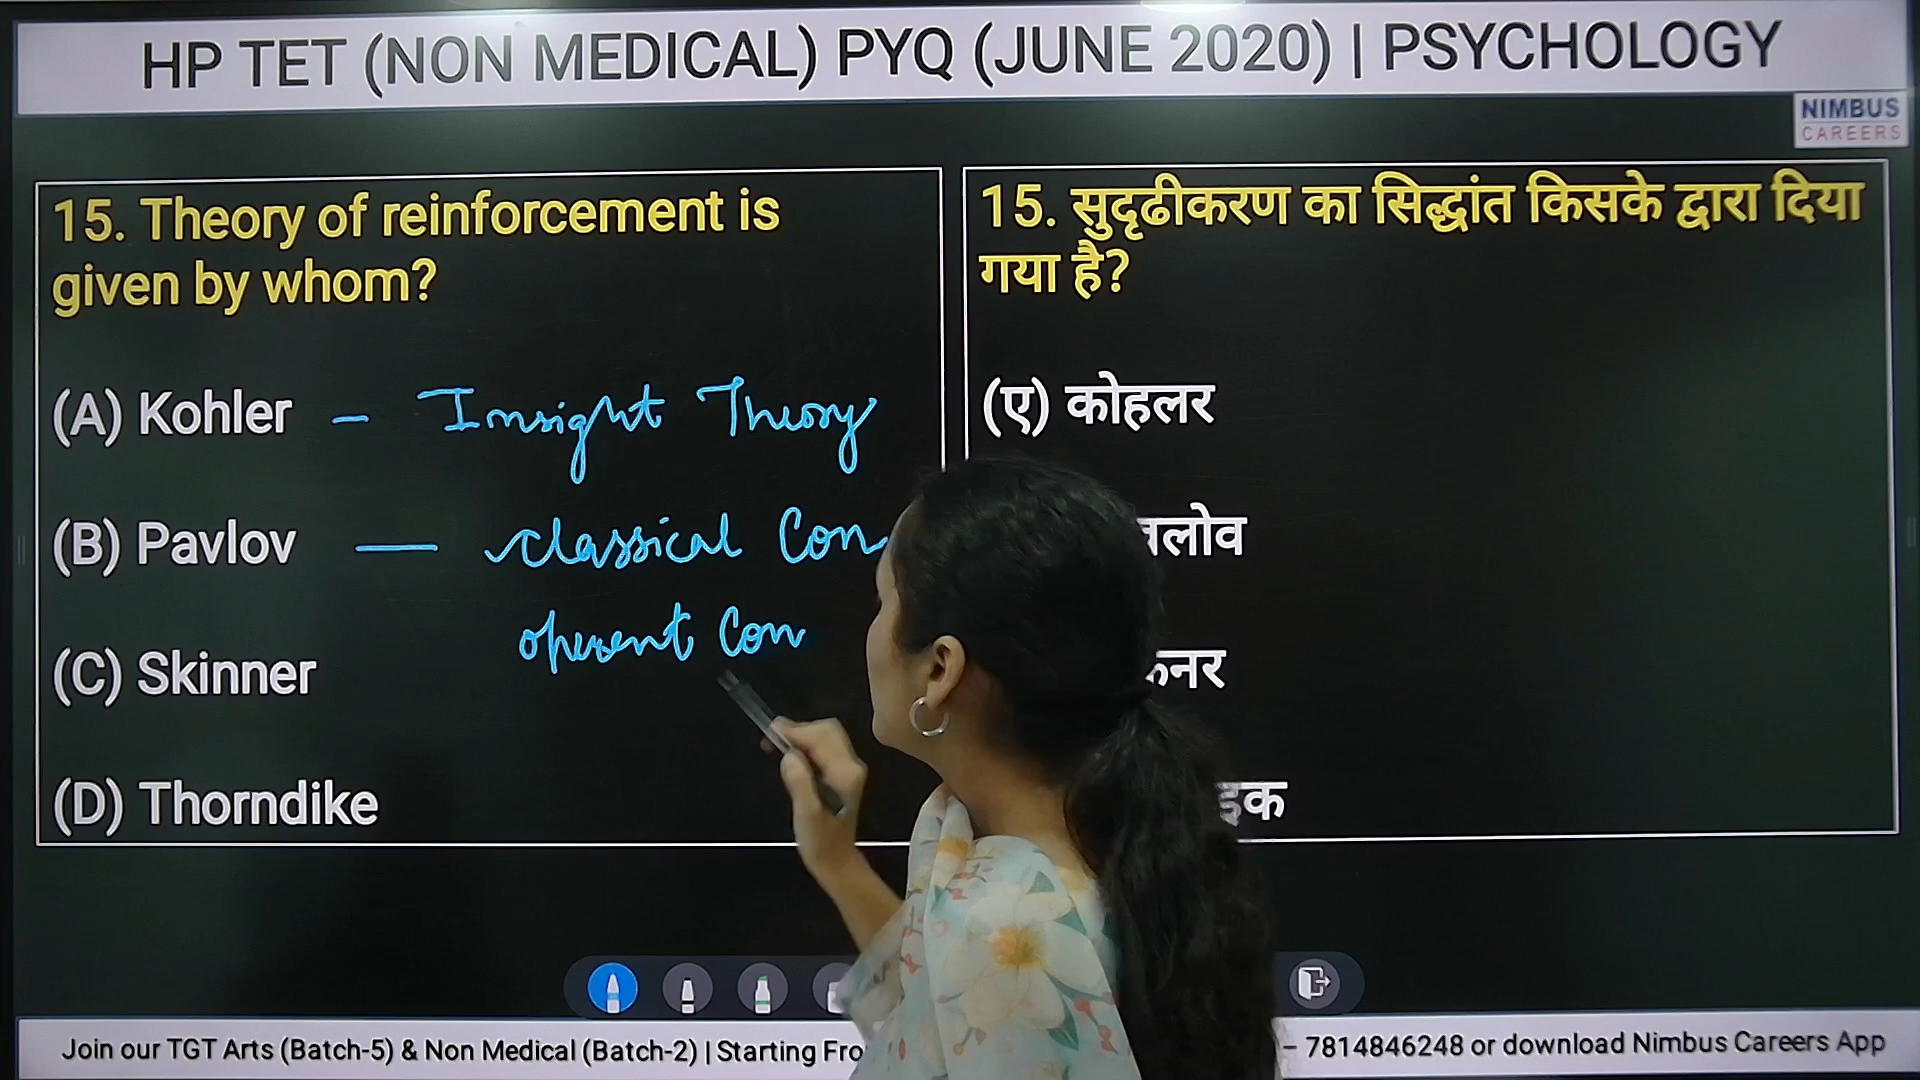 HP TET (NON MEDICAL) PYQ (JUNE 2020) | PSYCHOLOGY
NIMBUS
CAREERS
15. Theory of reinforcement is
given by whom?
(A) Kohler – Insight Theory
(B) Pavlov — classical Con
operent Con
(C) Skinner
(D) Thorndike
15. सुदृढीकरण का सिद्धांत किसके द्वारा दिया
गया है?
(ए) कोहलर
Join our TGT Arts (Batch-5) & Non Medical (Batch-2) | Starting
– 7814846248 or download Nimbus Careers App